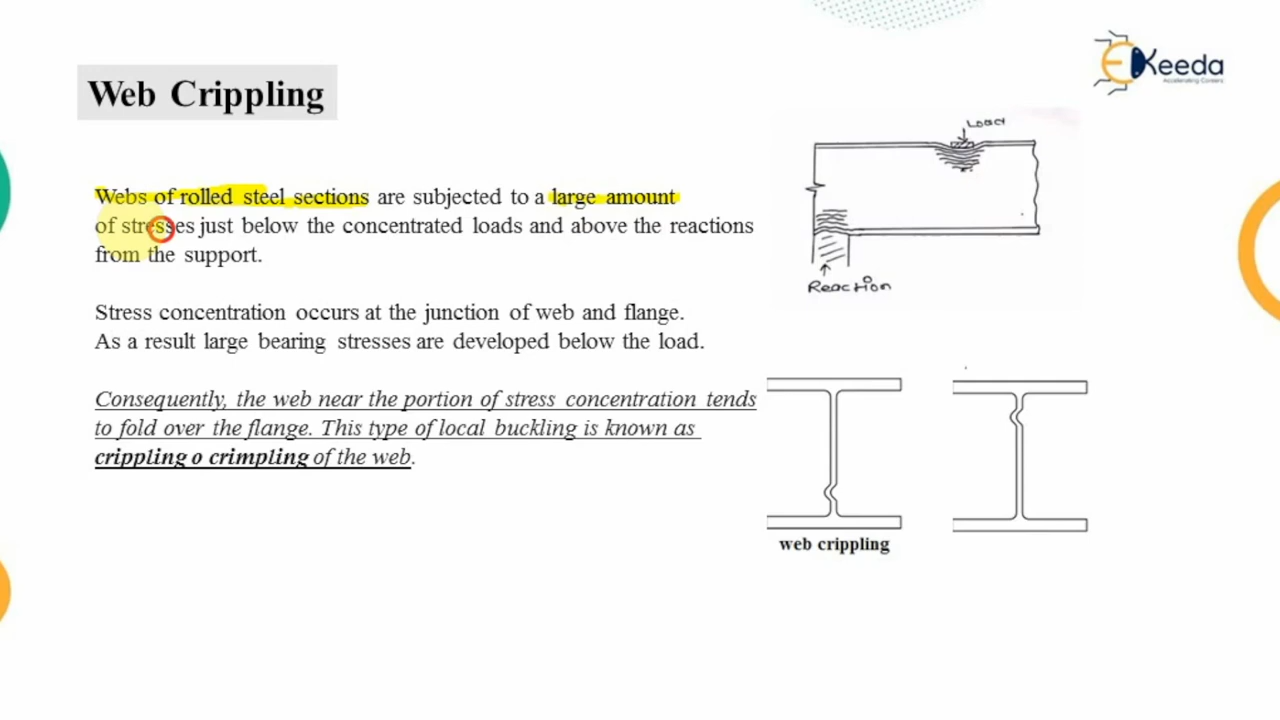 Web Crippling
EKeeda
Accelerating Careers
Webs of rolled steel sections are subjected to a large amount
of stresses just below the concentrated loads and above the reactions
from the support.
Stress concentration occurs at the junction of web and flange.
As a result large bearing stresses are developed below the load.
Consequently, the web near the portion of stress concentration tends
to fold over the flange. This type of local buckling is known as
crippling o crimpling of the web.
Load
Reaction
web crippling